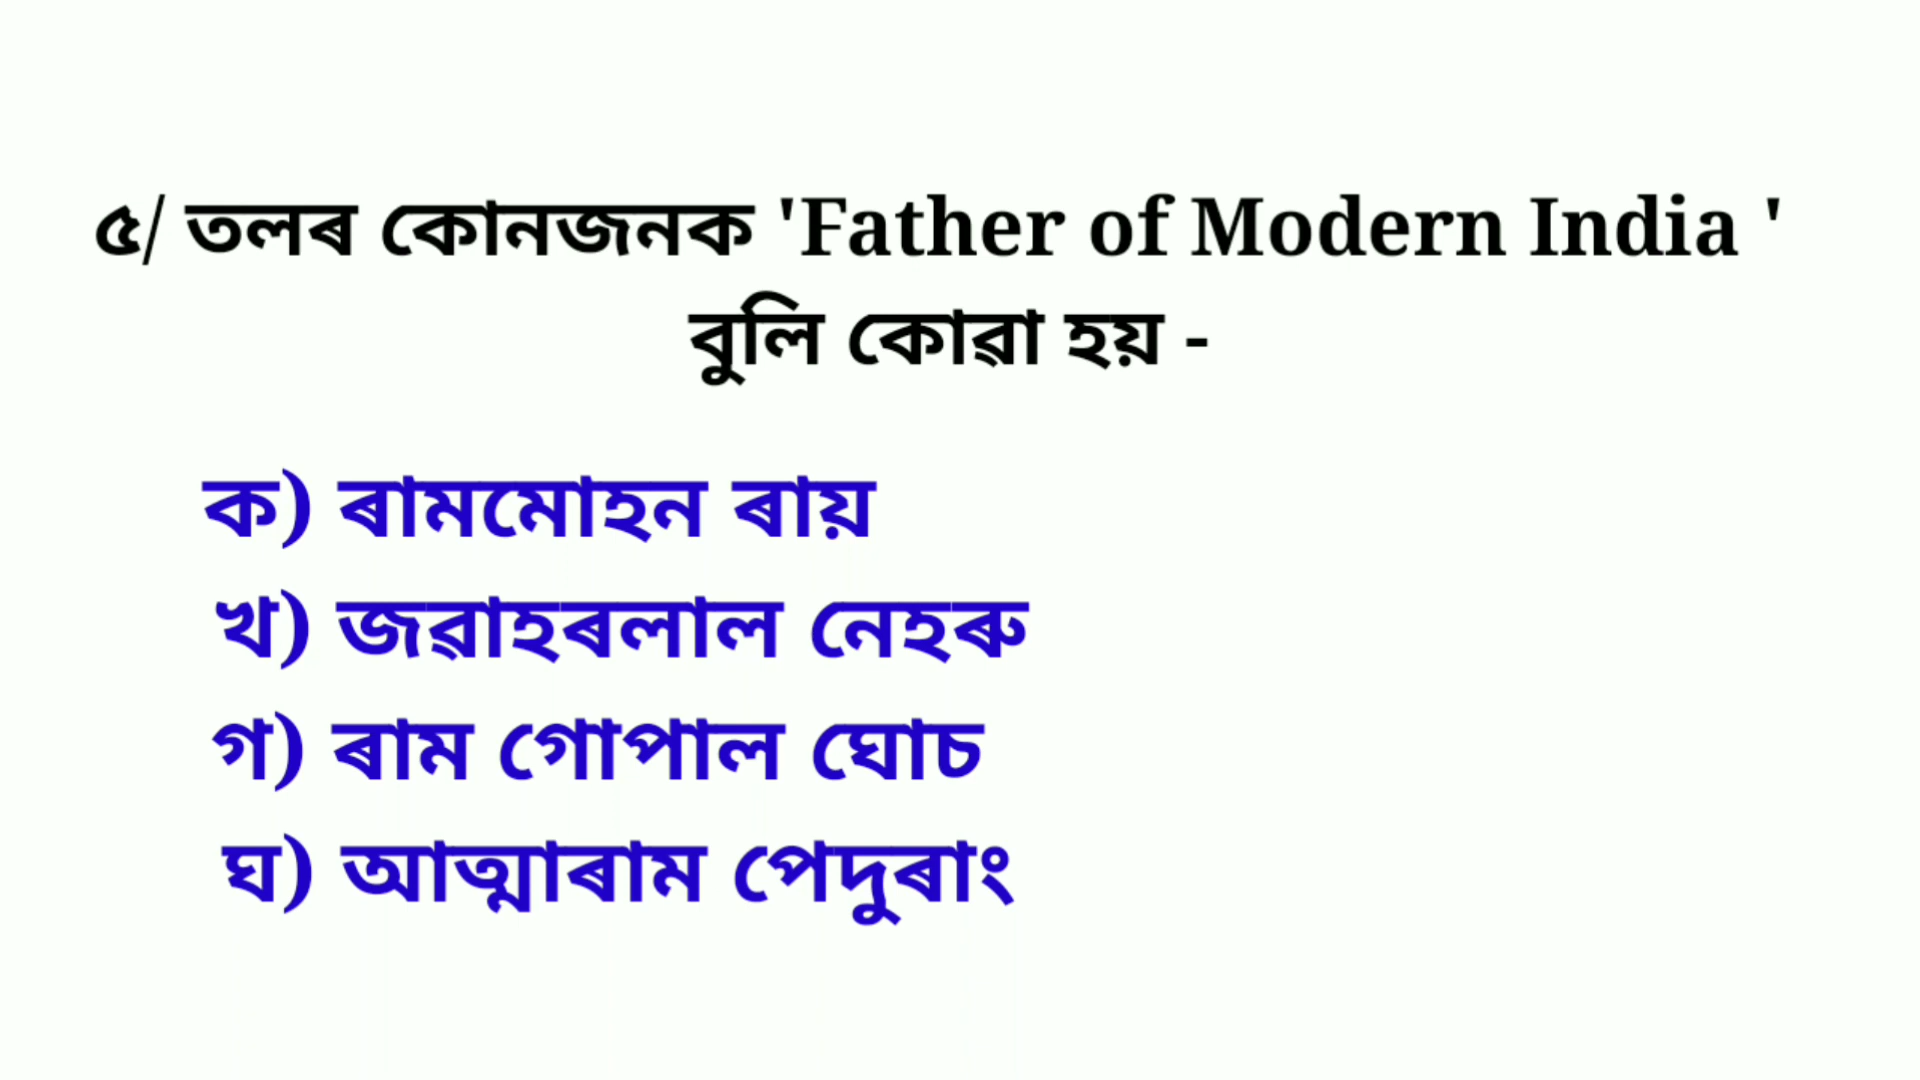 ৫/ তলৰ কোনজনক 'Father of Modern India '
বুলি কোৱা হয় -
ক) ৰামমোহন ৰায়
খ) জৱাহৰলাল নেহৰু
গ) ৰাম গোপাল ঘোচ
ঘ) আত্মাৰাম পেদুৰাং